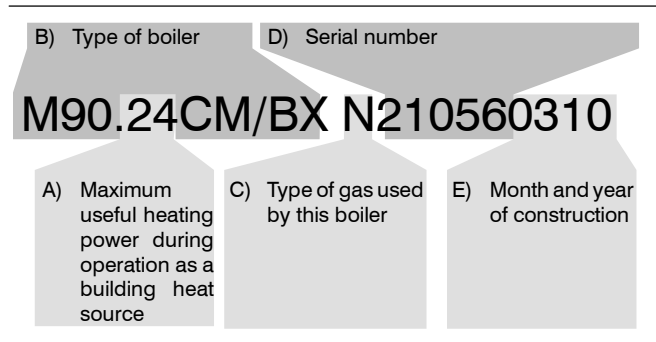 B) Type of boiler
D) Serial number
M90.24CM/BX N210560310
A) Maximum
useful heating
power during
operation as a
building heat
source
C) Type of gas used
by this boiler
E) Month and year
of construction